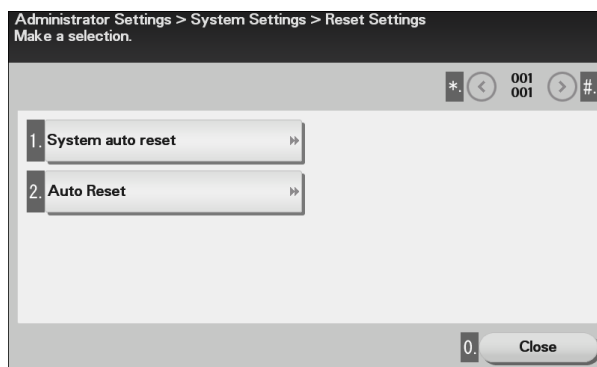 Administrator Settings > System Settings > Reset Settings
Make a selection.
*. 001 #.
001
1. System auto reset
2. Auto Reset
0. Close